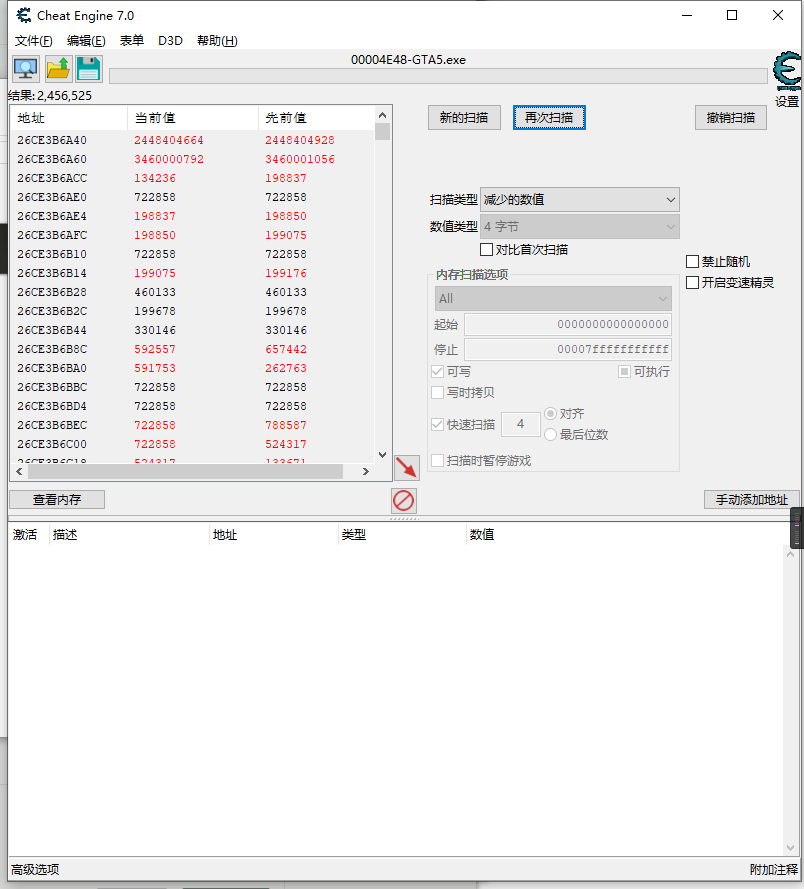 Cheat Engine 7.0
文件(F) 编辑(E) 表单 D3D 帮助(H)
00004E48-GTA5.exe
结果:2,456,525
设置
地址 当前值 先前值
26CE3B6A40 2448404664 2448404928
26CE3B6A60 3460000792 3460001056
26CE3B6ACC 134236 198837
26CE3B6AE0 722858 722858
26CE3B6AE4 198837 198850
26CE3B6AFC 198850 199075
26CE3B6B10 722858 722858
26CE3B6B14 199075 199176
26CE3B6B28 460133 460133
26CE3B6B2C 199678 199678
26CE3B6B44 330146 330146
26CE3B6B8C 592557 657442
26CE3B6BA0 591753 262763
26CE3B6BBC 722858 722858
26CE3B6BD4 722858 722858
26CE3B6BEC 722858 788587
26CE3B6C00 722858 524317
26CE3B6C18 524317 133671
新的扫描 再次扫描 撤销扫描
扫描类型 减少的数值
数值类型 4 字节
对比首次扫描
禁止随机
开启变速精灵
内存扫描选项
All
起始 0000000000000000
停止 00007fffffffffff
可写 可执行
写时拷贝
快速扫描 4 对齐
最后位数
扫描时暂停游戏
查看内存 手动添加地址
激活 描述 地址 类型 数值
高级选项 附加注释